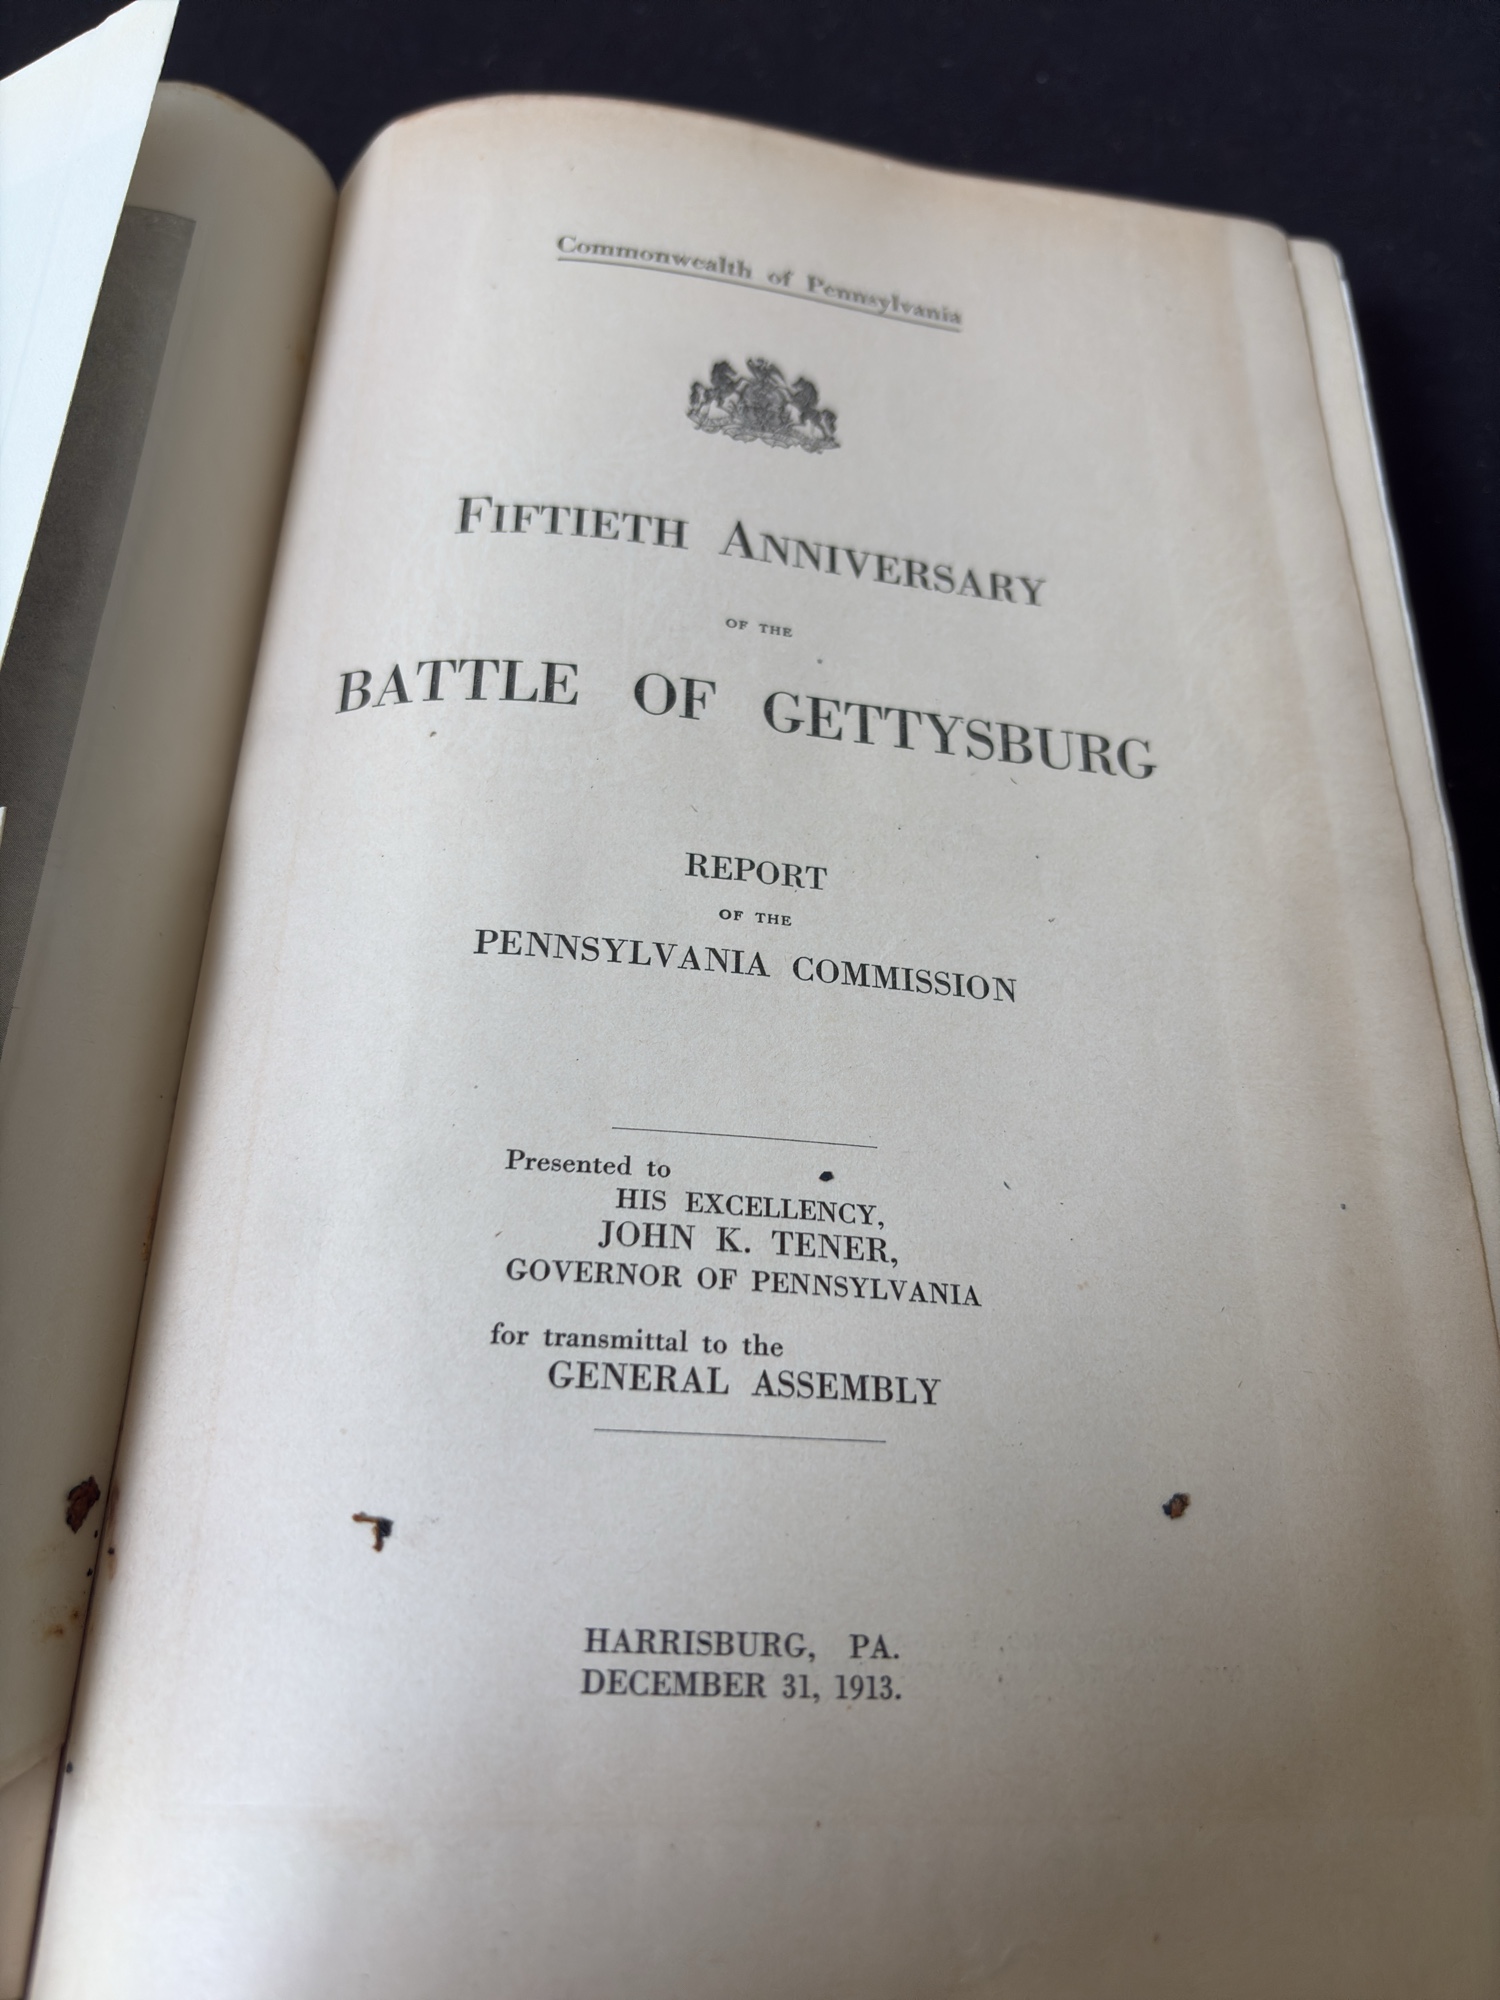 Commonwealth of Pennsylvania
FIFTIETH ANNIVERSARY
OF THE
BATTLE OF GETTYSBURG
REPORT
OF THE
PENNSYLVANIA COMMISSION
Presented to
HIS EXCELLENCY,
JOHN K. TENER,
GOVERNOR OF PENNSYLVANIA
for transmittal to the
GENERAL ASSEMBLY
HARRISBURG, PA.
DECEMBER 31, 1913.